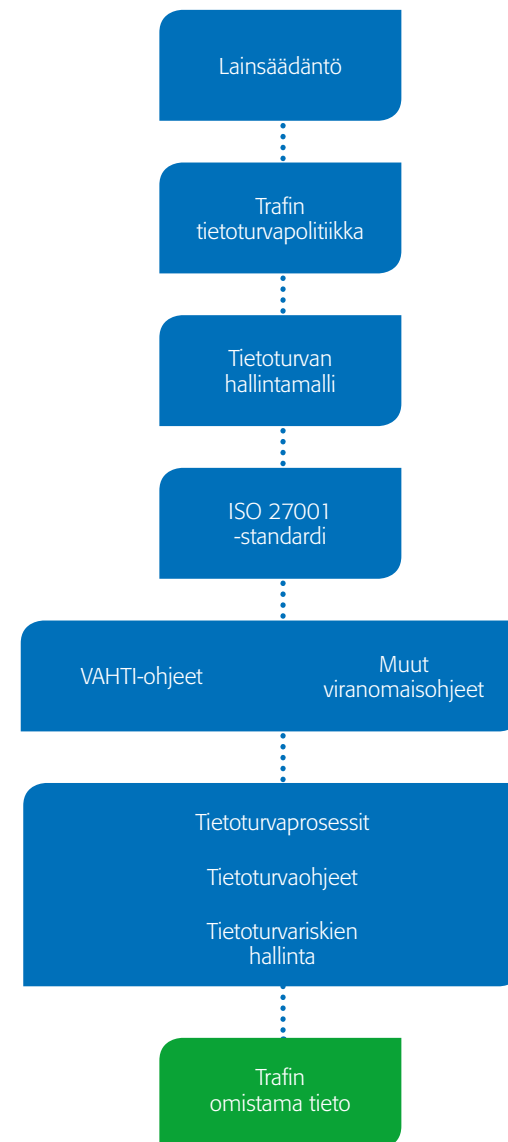 Lainsäädäntö
Trafin
tietoturvapolitiikka
Tietoturvan
hallintamalli
ISO 27001
-standardi
VAHTI-ohjeet
Muut
viranomaisohjeet
Tietoturvaprosessit
Tietoturvaohjeet
Tietoturvariskien
hallinta
Trafin
omistama tieto